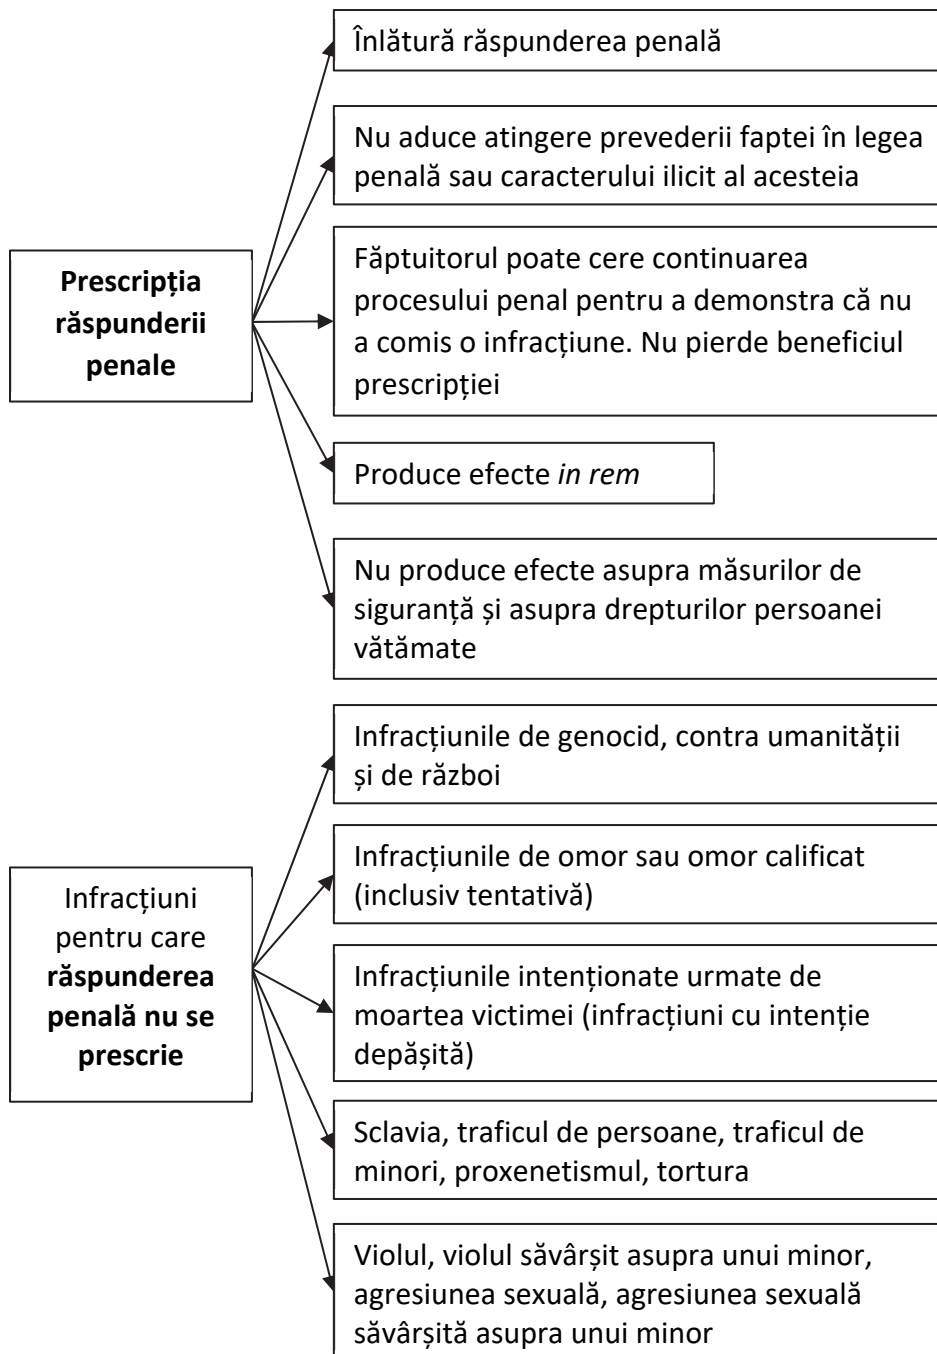 Înlătură răspunderea penală
Nu aduce atingere prevederii faptei în legea
penală sau caracterului ilicit al acesteia
Prescripția
răspunderii
penale
Făptuitorul poate cere continuarea
procesului penal pentru a demonstra că nu
a comis o infracțiune. Nu pierde beneficiul
prescripției
Produce efecte in rem
Nu produce efecte asupra măsurilor de
siguranță și asupra drepturilor persoanei
vătămate
Infracțiuni
pentru care
răspunderea
penală nu se
prescrie
Infracțiunile de genocid, contra umanității
și de război
Infracțiunile de omor sau omor calificat
(inclusiv tentativă)
Infracțiunile intenționate urmate de
moartea victimei (infracțiuni cu intenție
depășită)
Sclavia, traficul de persoane, traficul de
minori, proxenetismul, tortura
Violul, violul săvârșit asupra unui minor,
agresiunea sexuală, agresiunea sexuală
săvârșită asupra unui minor